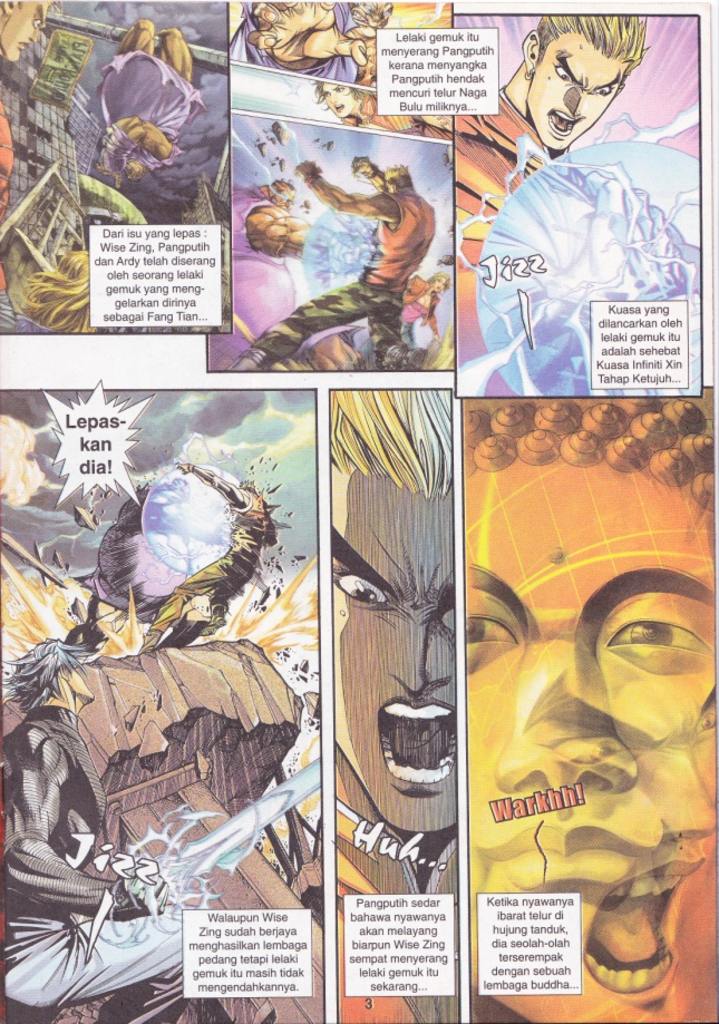 Dari isu yang lepas :
Wise Zing, Pangputih
dan Ardy telah diserang
oleh seorang lelaki
gemuk yang meng-
gelarkan dirinya
sebagai Fang Tian...
Lelaki gemuk itu
menyerang Pangputih
kerana menyangka
Pangputih hendak
mencuri telur Naga
Bulu miliknya...
Jizz
Kuasa yang
dilancarkan oleh
lelaki gemuk itu
adalah sehebat
Kuasa Infiniti Xin
Tahap Ketujuh...
Lepas-
kan
dia!
Jizz
Walaupun Wise
Zing sudah berjaya
menghasilkan lembaga
pedang tetapi lelaki
gemuk itu masih tidak
mengendahkannya.
Huh...
Pangputih sedar
bahawa nyawanya
akan melayang
biarpun Wise Zing
sempat menyerang
lelaki gemuk itu
sekarang...
Warkhh!
Ketika nyawanya
ibarat telur di
hujung tanduk,
dia seolah-olah
terserempak
dengan sebuah
lembaga buddha...
3